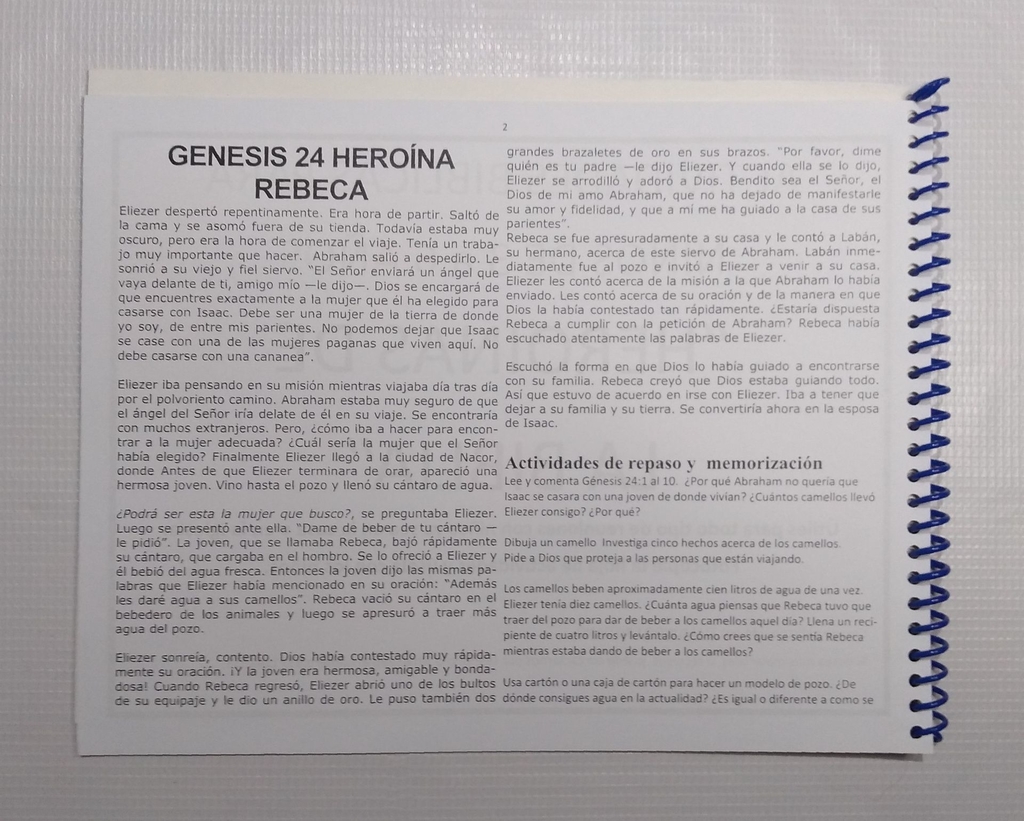 2
GENESIS 24 HEROÍNA
REBECA
Eliezer despertó repentinamente. Era hora de partir. Saltó de
la cama y se asomó fuera de su tienda. Todavía estaba muy
oscuro, pero era la hora de comenzar el viaje. Tenía un traba-
jo muy importante que hacer. Abraham salió a despedirlo. Le
sonrió a su viejo y fiel siervo. "El Señor enviará un ángel que
vaya delante de ti, amigo mío —le dijo—. Dios se encargará de
que encuentres exactamente a la mujer que él ha elegido para
casarse con Isaac. Debe ser una mujer de la tierra de donde
yo soy, de entre mis parientes. No podemos dejar que Isaac
se case con una de las mujeres paganas que viven aquí. No
debe casarse con una cananea".
Eliezer iba pensando en su misión mientras viajaba día tras día
por el polvoriento camino. Abraham estaba muy seguro de que
el ángel del Señor iría delate de él en su viaje. Se encontraría
con muchos extranjeros. Pero, ¿cómo iba a hacer para encon-
trar a la mujer adecuada? ¿Cuál sería la mujer que el Señor
había elegido? Finalmente Eliezer llegó a la ciudad de Nacor,
donde Antes de que Eliezer terminara de orar, apareció una
hermosa joven. Vino hasta el pozo y llenó su cántaro de agua.
¿Podrá ser esta la mujer que busco?, se preguntaba Eliezer.
Luego se presentó ante ella. "Dame de beber de tu cántaro —
le pidió". La joven, que se llamaba Rebeca, bajó rápidamente
su cántaro, que cargaba en el hombro. Se lo ofreció a Eliezer y
él bebió del agua fresca. Entonces la joven dijo las mismas pa-
labras que Eliezer había mencionado en su oración: "Además
les daré agua a sus camellos". Rebeca vació su cántaro en el
bebedero de los animales y luego se apresuró a traer más
agua del pozo.
Eliezer sonreía, contento. Dios había contestado muy rápida-
mente su oración. ¡Y la joven era hermosa, amigable y bonda-
dosa! Cuando Rebeca regresó, Eliezer abrió uno de los bultos
de su equipaje y le dio un anillo de oro. Le puso también dos
grandes brazaletes de oro en sus brazos. "Por favor, dime
quién es tu padre —le dijo Eliezer. Y cuando ella se lo dijo,
Eliezer se arrodilló y adoró a Dios. Bendito sea el Señor, el
Dios de mi amo Abraham, que no ha dejado de manifestarle
su amor y fidelidad, y que a mí me ha guiado a la casa de sus
parientes".
Rebeca se fue apresuradamente a su casa y le contó a Labán,
su hermano, acerca de este siervo de Abraham. Labán inme-
diatamente fue al pozo e invitó a Eliezer a venir a su casa.
Eliezer les contó acerca de la misión a la que Abraham lo había
enviado. Les contó acerca de su oración y de la manera en que
Dios la había contestado tan rápidamente. ¿Estaría dispuesta
Rebeca a cumplir con la petición de Abraham? Rebeca había
escuchado atentamente las palabras de Eliezer.
Escuchó la forma en que Dios lo había guiado a encontrarse
con su familia. Rebeca creyó que Dios estaba guiando todo.
Así que estuvo de acuerdo en irse con Eliezer. Iba a tener que
dejar a su familia y su tierra. Se convertiría ahora en la esposa
de Isaac.
Actividades de repaso y memorización
Lee y comenta Génesis 24:1 al 10. ¿Por qué Abraham no quería que
Isaac se casara con una joven de donde vivian? ¿Cuántos camellos llevó
Eliezer consigo? ¿Por qué?
Dibuja un camello Investiga cinco hechos acerca de los camellos.
Pide a Dios que proteja a las personas que están viajando.
Los camellos beben aproximadamente cien litros de agua de una vez.
Eliezer tenía diez camellos. ¿Cuánta agua piensas que Rebeca tuvo que
traer del pozo para dar de beber a los camellos aquel día? Llena un reci-
piente de cuatro litros y levántalo. ¿Cómo crees que se sentía Rebeca
mientras estaba dando de beber a los camellos?
Usa cartón o una caja de cartón para hacer un modelo de pozo. ¿De
dónde consigues agua en la actualidad? ¿Es igual o diferente a como se